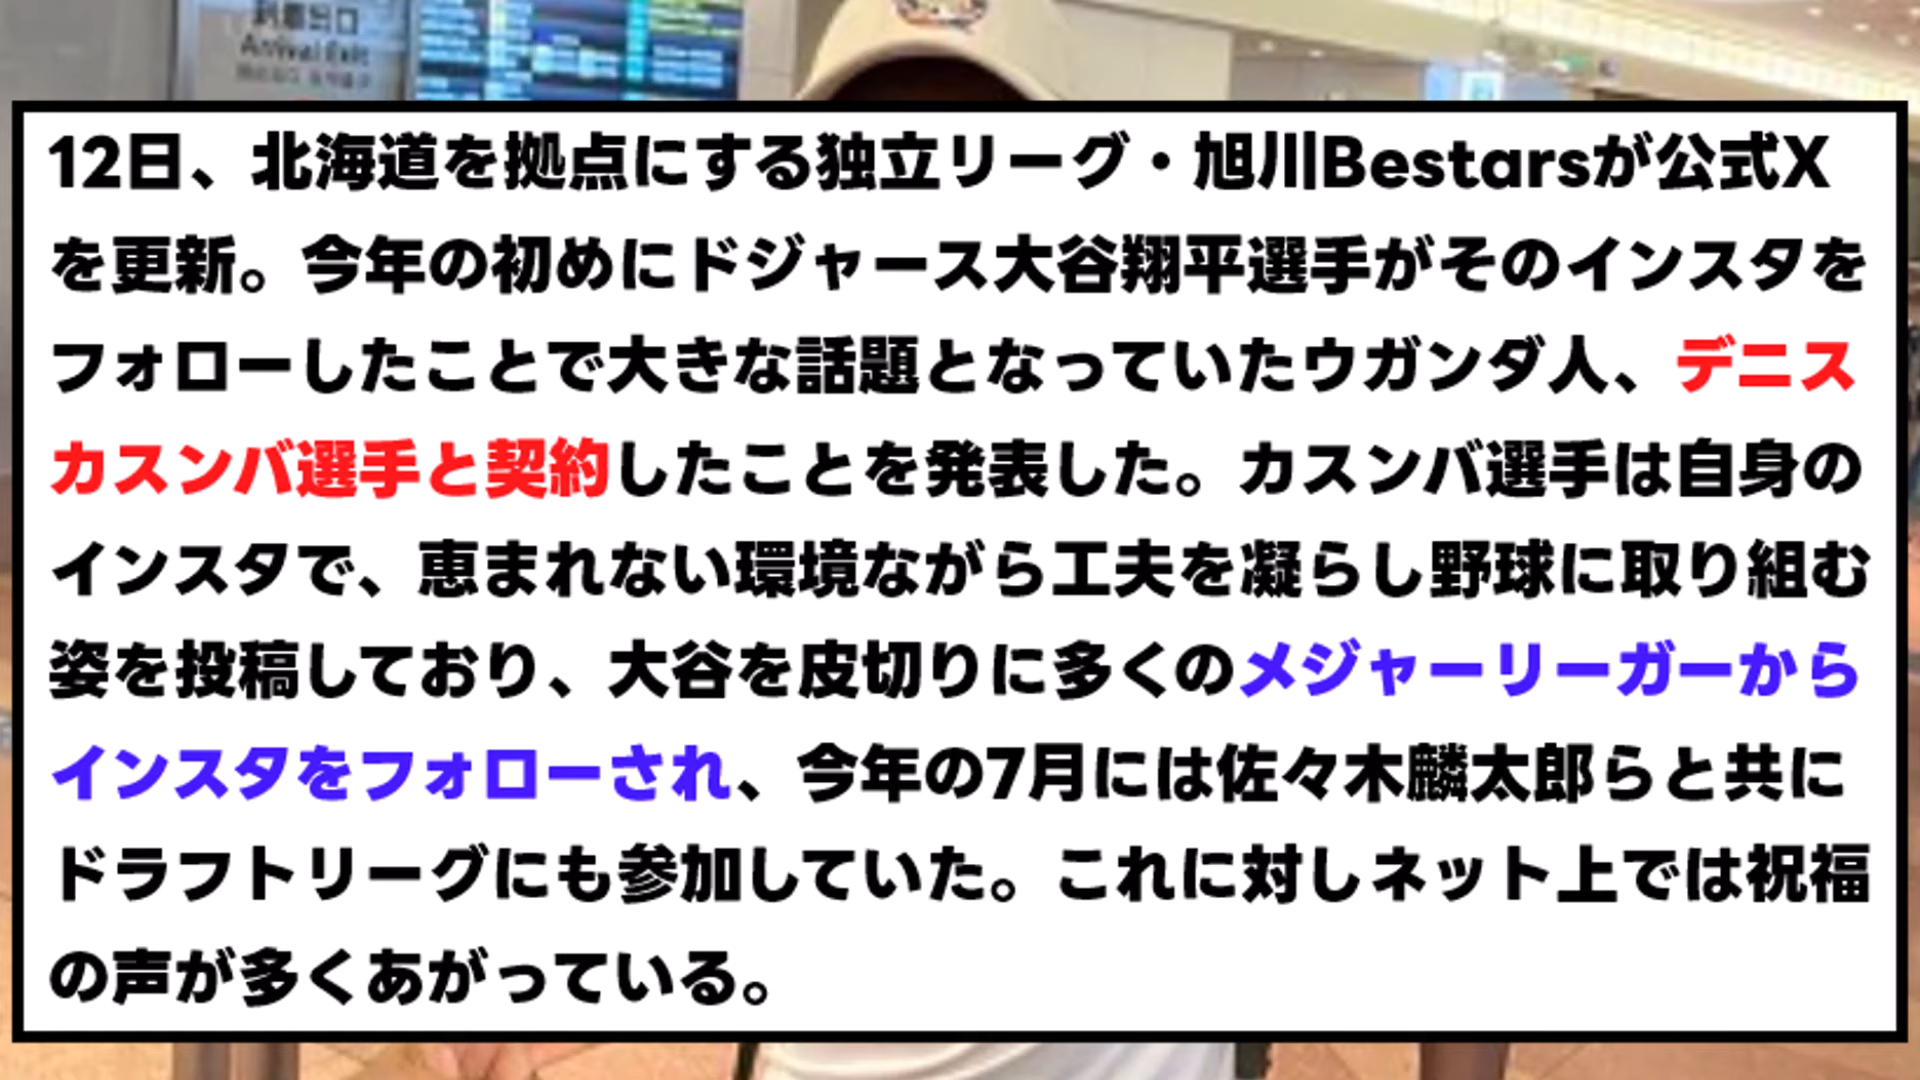 到着出口
Arrival Exit
12日、北海道を拠点にする独立リーグ・旭川Bestarsが公式X
を更新。今年の初めにドジャース大谷翔平選手がそのインスタを
フォローしたことで大きな話題となっていたウガンダ人、デニス
カスンバ選手と契約したことを発表した。カスンバ選手は自身の
インスタで、恵まれない環境ながら工夫を凝らし野球に取り組む
姿を投稿しており、大谷を皮切りに多くのメジャーリーガーから
インスタをフォローされ、今年の7月には佐々木麟太郎らと共に
ドラフトリーグにも参加していた。これに対しネット上では祝福
の声が多くあがっている。